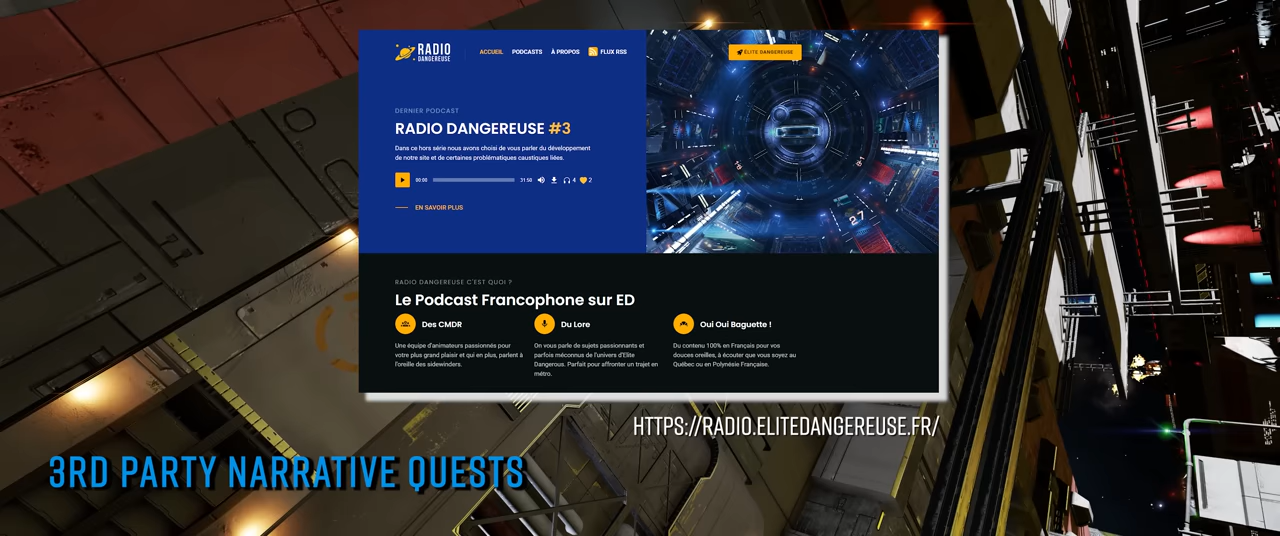 RADIO
DANGEREUSE
ACCUEIL PODCASTS À PROPOS FLUX RSS
ÉLITE DANGEREUSE
DERNIER PODCAST
RADIO DANGEREUSE #3
Dans ce hors série nous avons choisi de vous parler du développement
de notre site et de certaines problématiques caustiques liées.
00:00 31:50 4 2
EN SAVOIR PLUS
27
RADIO DANGEREUSE C'EST QUOI ?
Le Podcast Francophone sur ED
Des CMDR
Une équipe d'animateurs passionnés pour
votre plus grand plaisir et qui en plus, parlent à
l'oreille des sidewinders.
Du Lore
On vous parle de sujets passionnants et
parfois méconnus de l'univers d'Elite
Dangerous. Parfait pour affronter un trajet en
métro.
Oui Oui Baguette !
Du contenu 100% en Français pour vos
douces oreilles, à écouter que vous soyez au
Québec ou en Polynésie Française.
HTTPS://RADIO.ELITEDANGEREUSE.FR/
3RD PARTY NARRATIVE QUESTS